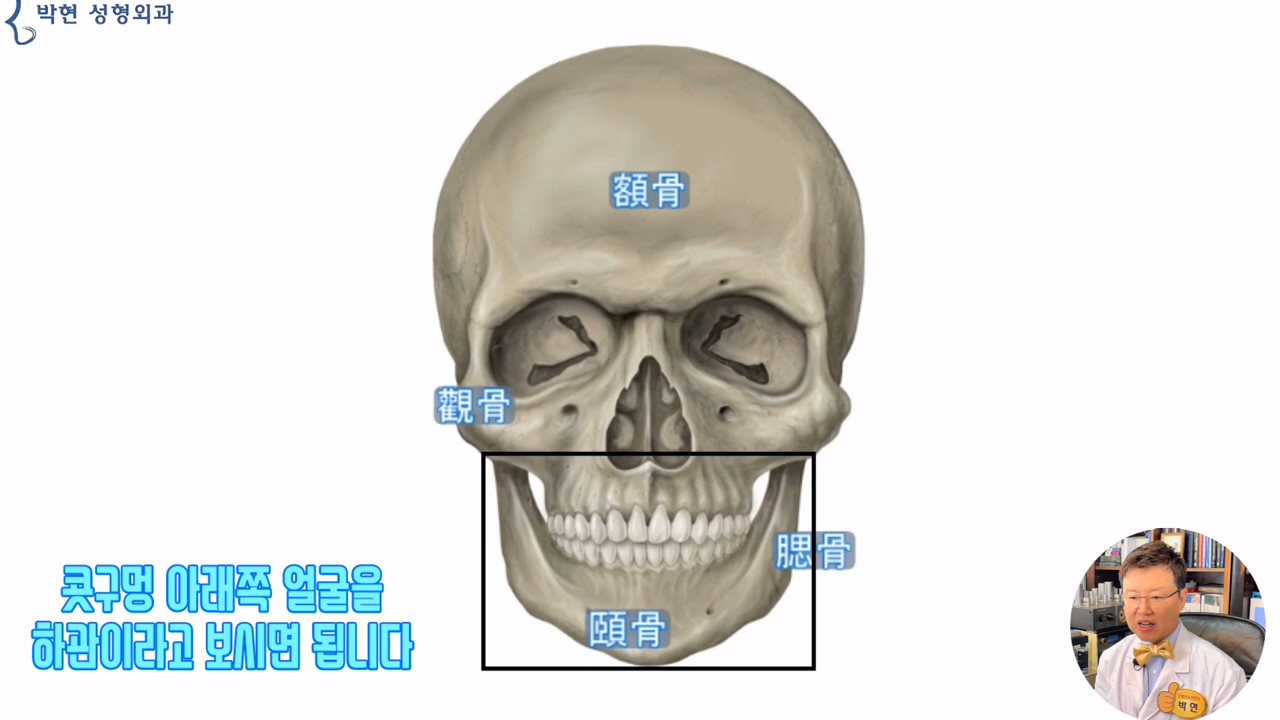 박현 성형외과
額骨
觀骨
腮骨
頤骨
콧구멍 아래쪽 얼굴을
하관이라고 보시면 됩니다
박 연